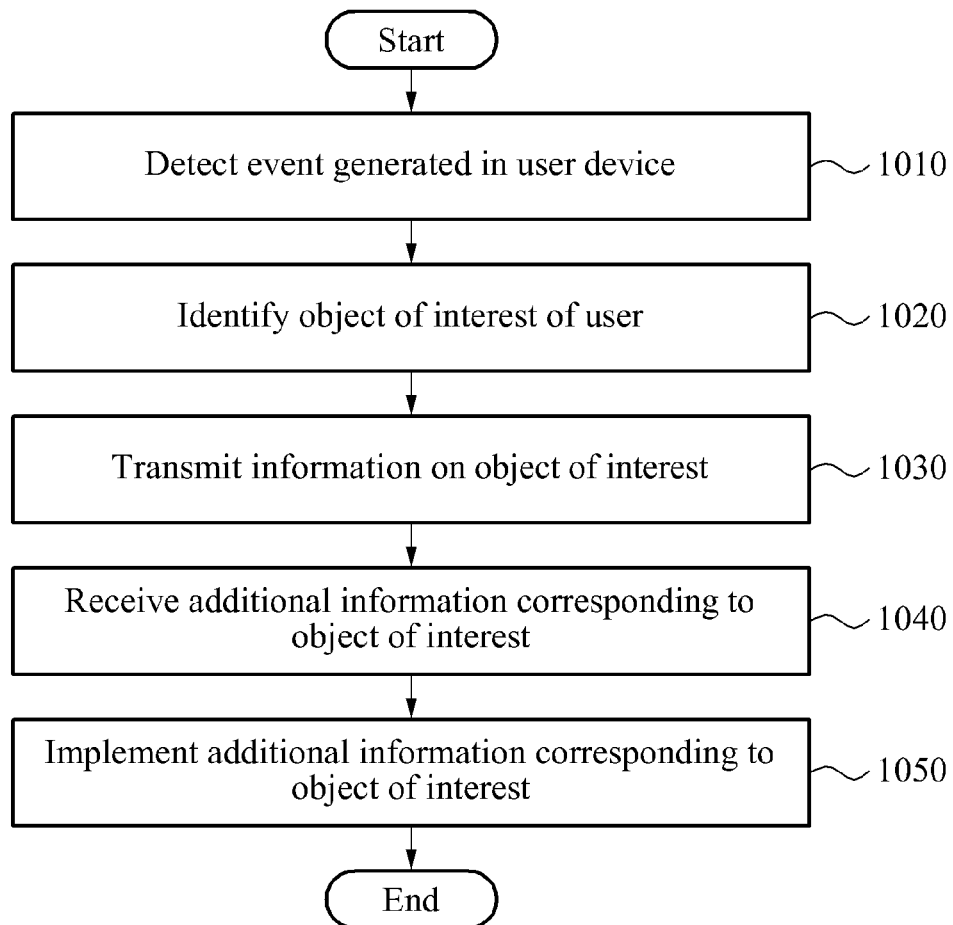 Start
Detect event generated in user device
1010
Identify object of interest of user
1020
Transmit information on object of interest
1030
Receive additional information corresponding to
object of interest
1040
Implement additional information corresponding to
object of interest
1050
End